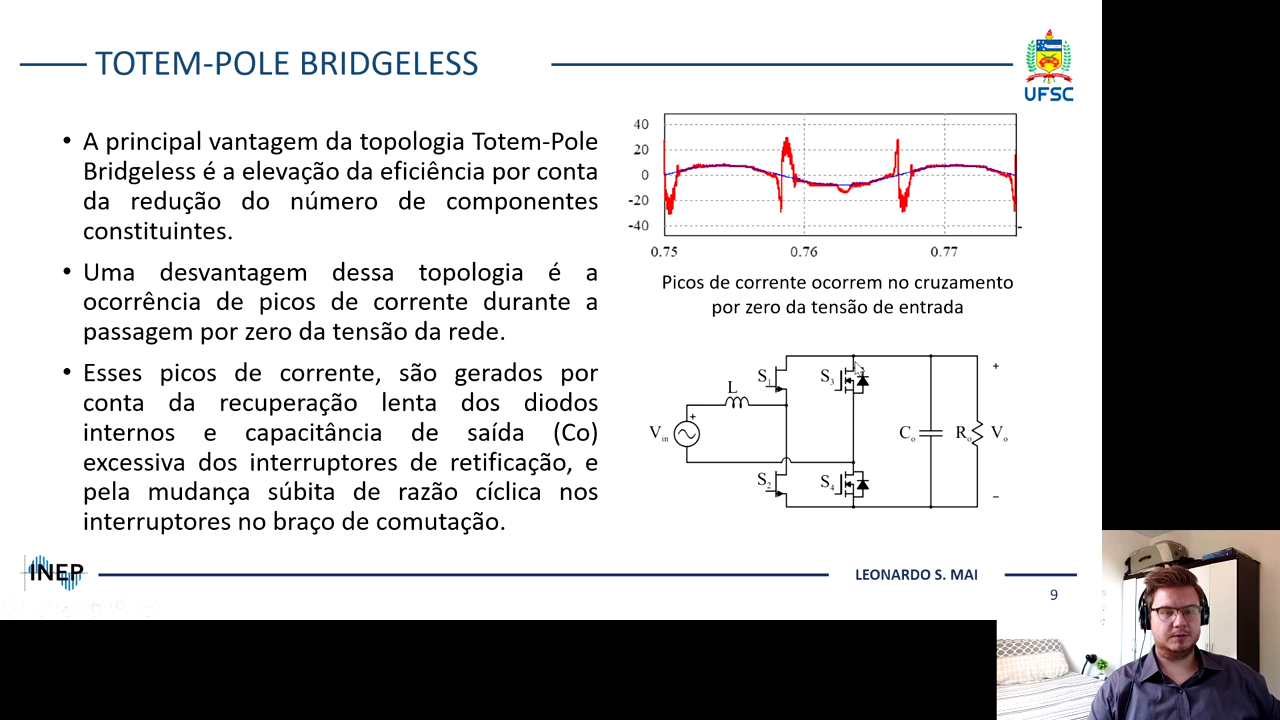 TOTEM-POLE BRIDGELESS
UFSC
• A principal vantagem da topologia Totem-Pole
Bridgeless é a elevação da eficiência por conta
da redução do número de componentes
constituintes.
• Uma desvantagem dessa topologia é a
ocorrência de picos de corrente durante a
passagem por zero da tensão da rede.
• Esses picos de corrente, são gerados por
conta da recuperação lenta dos diodos
internos e capacitância de saída (Co)
excessiva dos interruptores de retificação, e
pela mudança súbita de razão cíclica nos
interruptores no braço de comutação.
40
20
0
-20
-40
0.75 0.76 0.77
Picos de corrente ocorrem no cruzamento
por zero da tensão de entrada
S1 S3 +
L
+
Vin Co Ro Vo
S2 S4
−
INEP
LEONARDO S. MAI
9